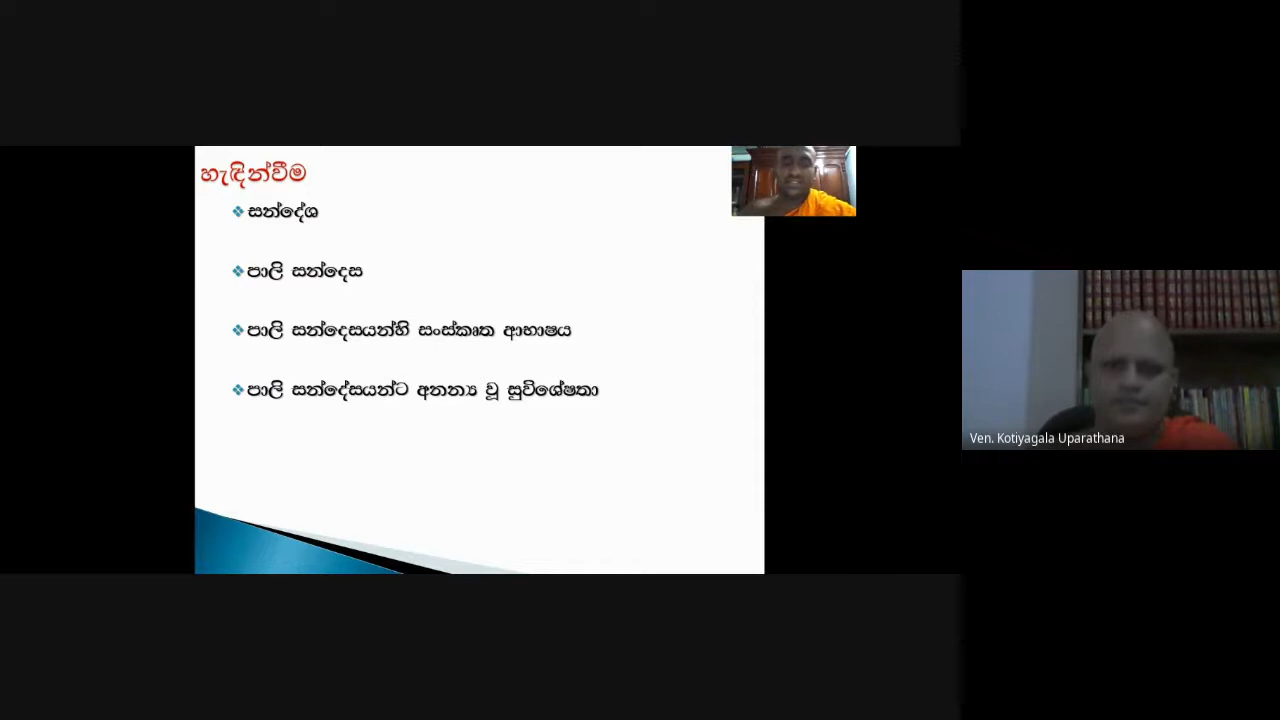 හැඳින්වීම
සන්දේශ
පාලි සන්දෙස
පාලි සන්දෙසයන්හි සංස්කෘත ආභාෂය
පාලි සන්දේසයන්ට අනන්‍ය වූ සුවිශේෂතා
Ven. Kotiyagala Uparathana